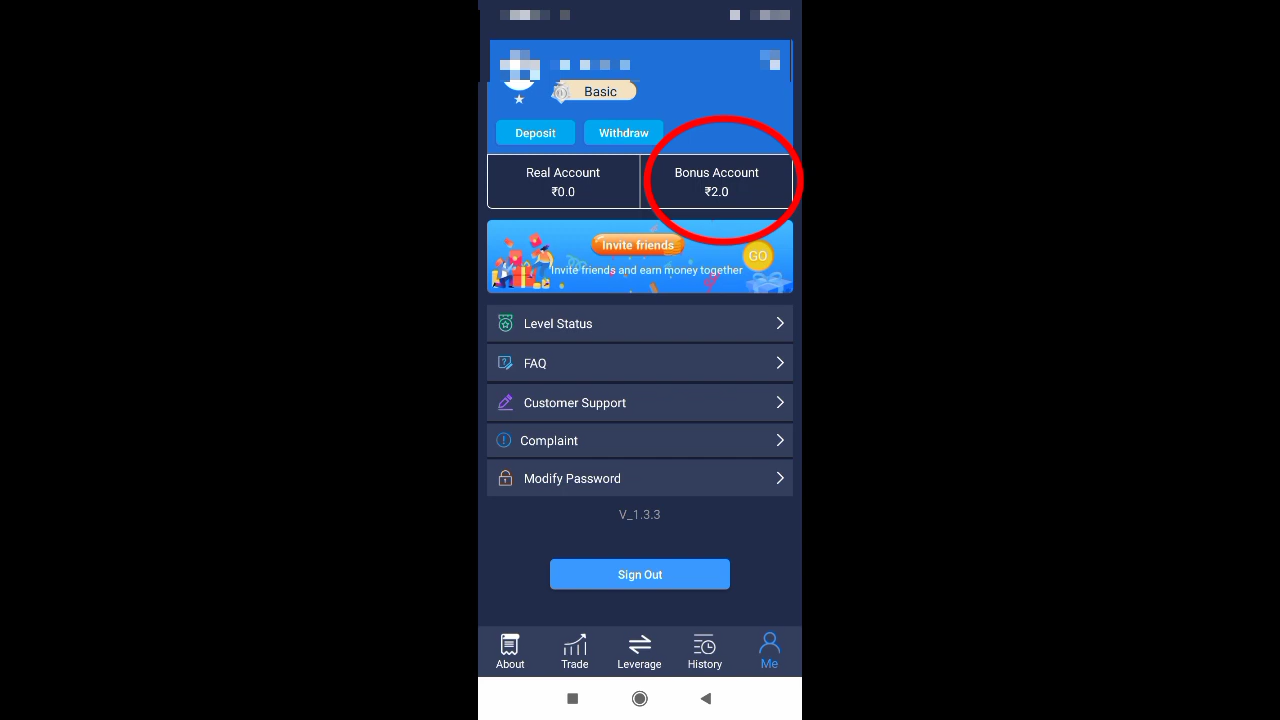 Basic
Deposit
Withdraw
Real Account
₹0.0
Bonus Account
₹2.0
Invite friends
GO
Invite friends and earn money together
Level Status
FAQ
Customer Support
Complaint
Modify Password
V_1.3.3
Sign Out
About
Trade
Leverage
History
Me